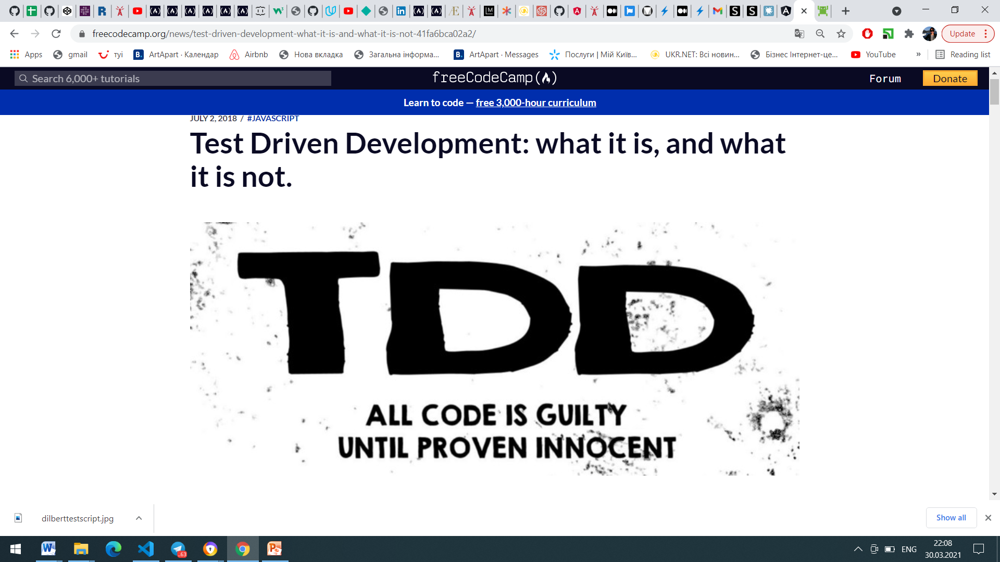 freecodecamp.org/news/test-driven-development-what-it-is-and-what-it-is-not-41fa6bca02a2/
Update
Apps
gmail
туі
ArtApart · Календар
Airbnb
Нова вкладка
Загальна інформа...
ArtApart · Messages
Послуги | Мій Київ...
UKR.NET: Всі новин...
Бізнес Інтернет-це...
YouTube
»
Reading list
Search 6,000+ tutorials
freeCodeCamp
Forum
Donate
Learn to code — free 3,000-hour curriculum
JULY 2, 2018 / #JAVASCRIPT
Test Driven Development: what it is, and what
it is not.
TDD
ALL CODE IS GUILTY
UNTIL PROVEN INNOCENT
dilberttestscript.jpg
Show all
63
ENG
22:08
30.03.2021